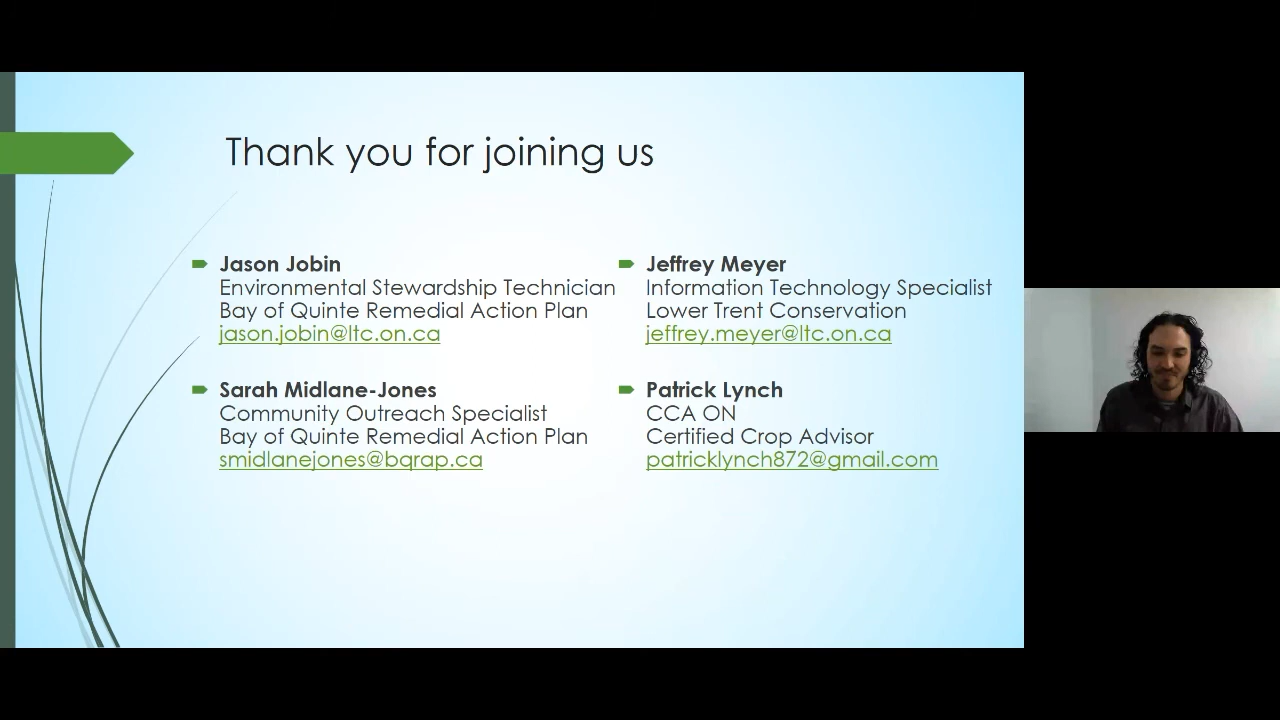 Thank you for joining us
Jason Jobin
Environmental Stewardship Technician
Bay of Quinte Remedial Action Plan
jason.jobin@ltc.on.ca
Sarah Midlane-Jones
Community Outreach Specialist
Bay of Quinte Remedial Action Plan
smidlanejones@bqrap.ca
Jeffrey Meyer
Information Technology Specialist
Lower Trent Conservation
jeffrey.meyer@ltc.on.ca
Patrick Lynch
CCA ON
Certified Crop Advisor
patricklynch872@gmail.com